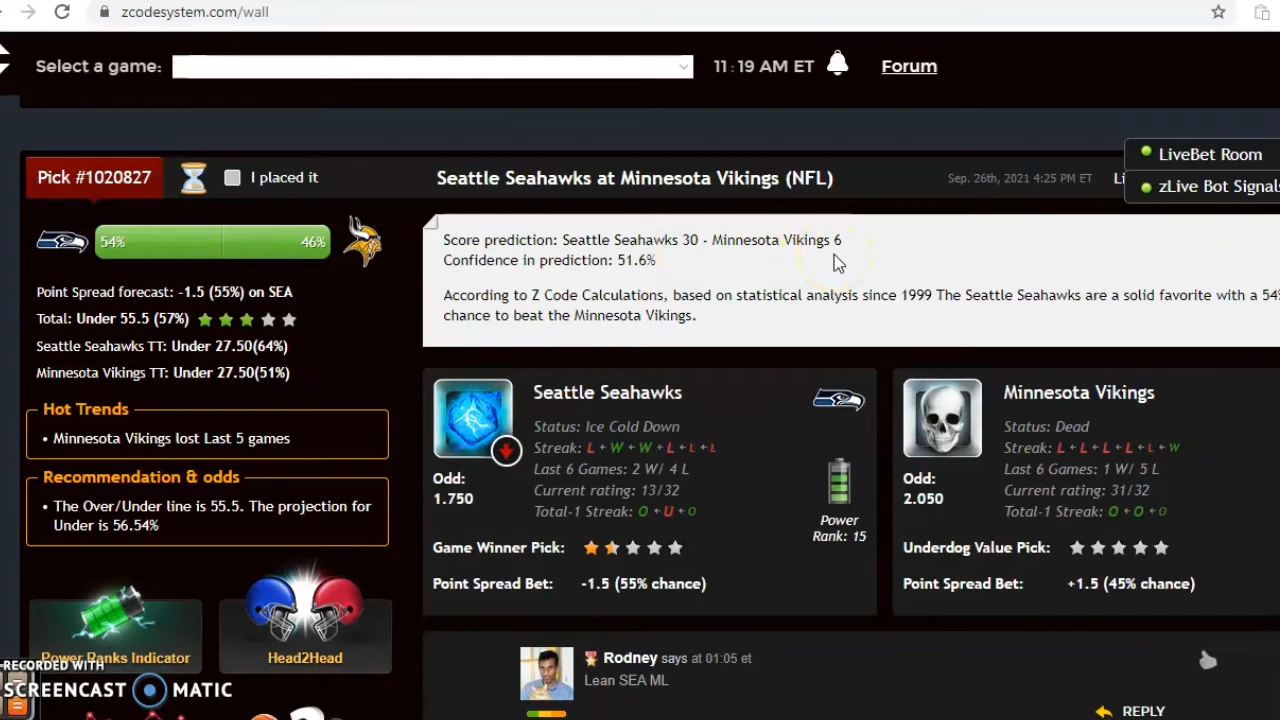 zcodesystem.com/wall
Select a game:
11:19 AM ET
Forum
LiveBet Room
zLive Bot Signals
Pick #1020827
I placed it
Seattle Seahawks at Minnesota Vikings (NFL)
Sep. 26th, 2021 4:25 PM ET
54%
46%
Score prediction: Seattle Seahawks 30 - Minnesota Vikings 6
Confidence in prediction: 51.6%
According to Z Code Calculations, based on statistical analysis since 1999 The Seattle Seahawks are a solid favorite with a 54%
chance to beat the Minnesota Vikings.
Point Spread forecast: -1.5 (55%) on SEA
Total: Under 55.5 (57%)
Seattle Seahawks TT: Under 27.50(64%)
Minnesota Vikings TT: Under 27.50(51%)
Hot Trends
• Minnesota Vikings lost Last 5 games
Recommendation & odds
• The Over/Under line is 55.5. The projection for
Under is 56.54%
Power Ranks Indicator
Head2Head
Seattle Seahawks
Status: Ice Cold Down
Streak: L W W L L L
Last 6 Games: 2 W/ 4 L
Current rating: 13/32
Total-1 Streak: O U O
Odd:
1.750
Power
Rank: 15
Game Winner Pick:
Point Spread Bet: -1.5 (55% chance)
Minnesota Vikings
Status: Dead
Streak: L L L L L W
Last 6 Games: 1 W/ 5 L
Current rating: 31/32
Total-1 Streak: O O O
Odd:
2.050
Underdog Value Pick:
Point Spread Bet: +1.5 (45% chance)
Rodney says at 01:05 et
Lean SEA ML
REPLY
RECORDED WITH
SCREENCAST MATIC